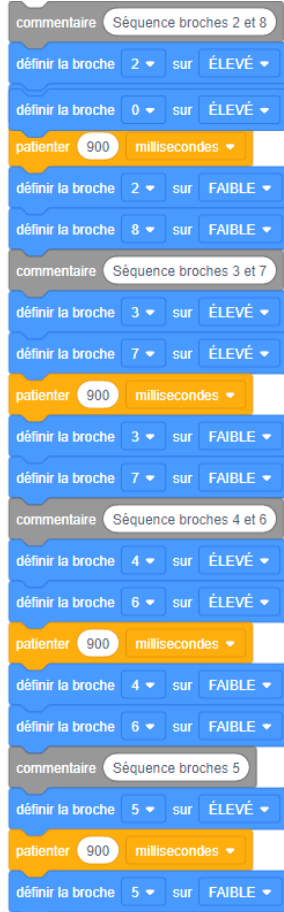 commentaire Séquence broches 2 et 8
définir la broche 2 sur ÉLEVÉ
définir la broche 0 sur ÉLEVÉ
patienter 900 millisecondes
définir la broche 2 sur FAIBLE
définir la broche 8 sur FAIBLE
commentaire Séquence broches 3 et 7
définir la broche 3 sur ÉLEVÉ
définir la broche 7 sur ÉLEVÉ
patienter 900 millisecondes
définir la broche 3 sur FAIBLE
définir la broche 7 sur FAIBLE
commentaire Séquence broches 4 et 6
définir la broche 4 sur ÉLEVÉ
définir la broche 6 sur ÉLEVÉ
patienter 900 millisecondes
définir la broche 4 sur FAIBLE
définir la broche 6 sur FAIBLE
commentaire Séquence broches 5
définir la broche 5 sur ÉLEVÉ
patienter 900 millisecondes
définir la broche 5 sur FAIBLE